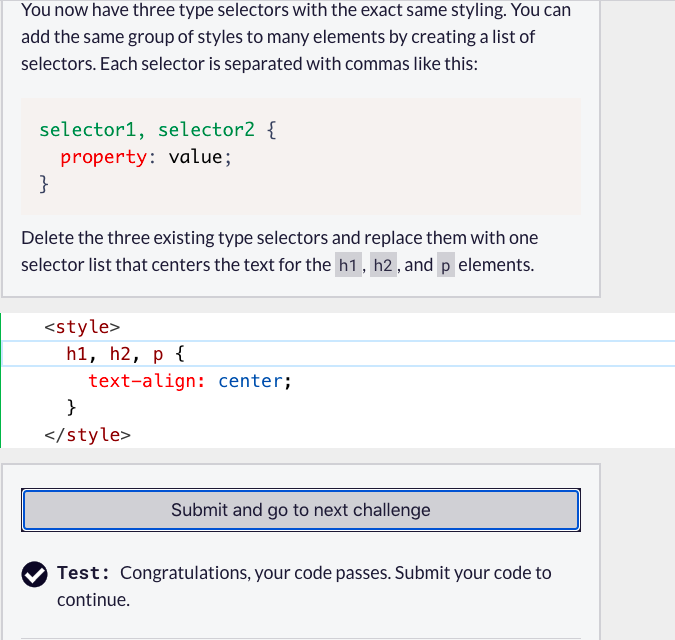 You now have three type selectors with the exact same styling. You can
add the same group of styles to many elements by creating a list of
selectors. Each selector is separated with commas like this:
selector1, selector2 {
  property: value;
}
Delete the three existing type selectors and replace them with one
selector list that centers the text for the h1, h2, and p elements.
<style>
  h1, h2, p {
    text-align: center;
  }
</style>
Submit and go to next challenge
Test: Congratulations, your code passes. Submit your code to
continue.